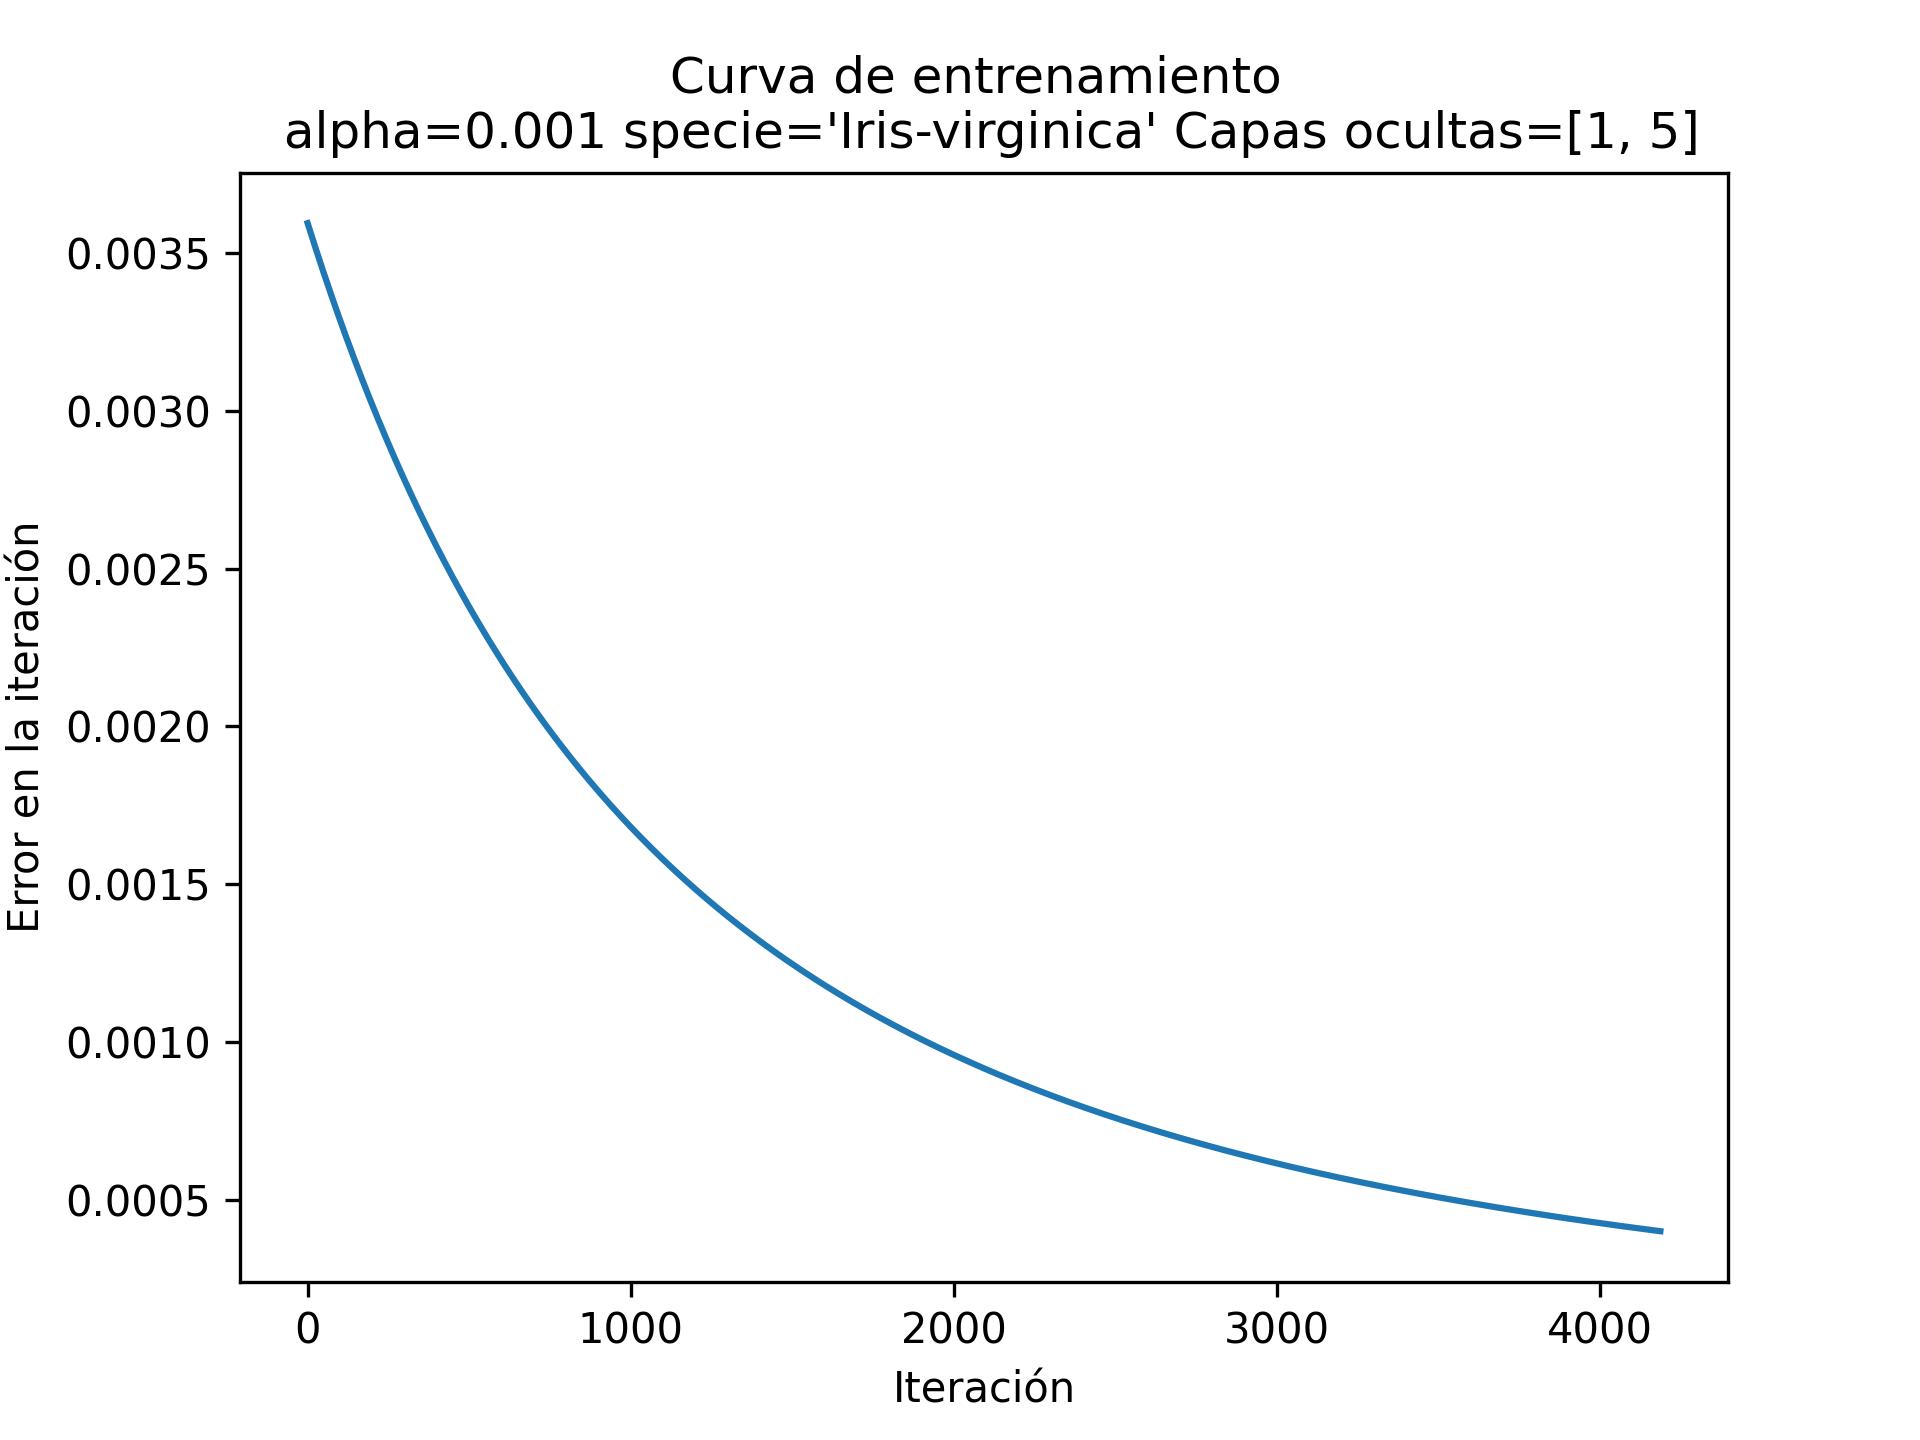 Curva de entrenamiento
alpha=0.001 specie='Iris-virginica' Capas ocultas=[1, 5]
Error en la iteración
0.0035
0.0030
0.0025
0.0020
0.0015
0.0010
0.0005
0 1000 2000 3000 4000
Iteración